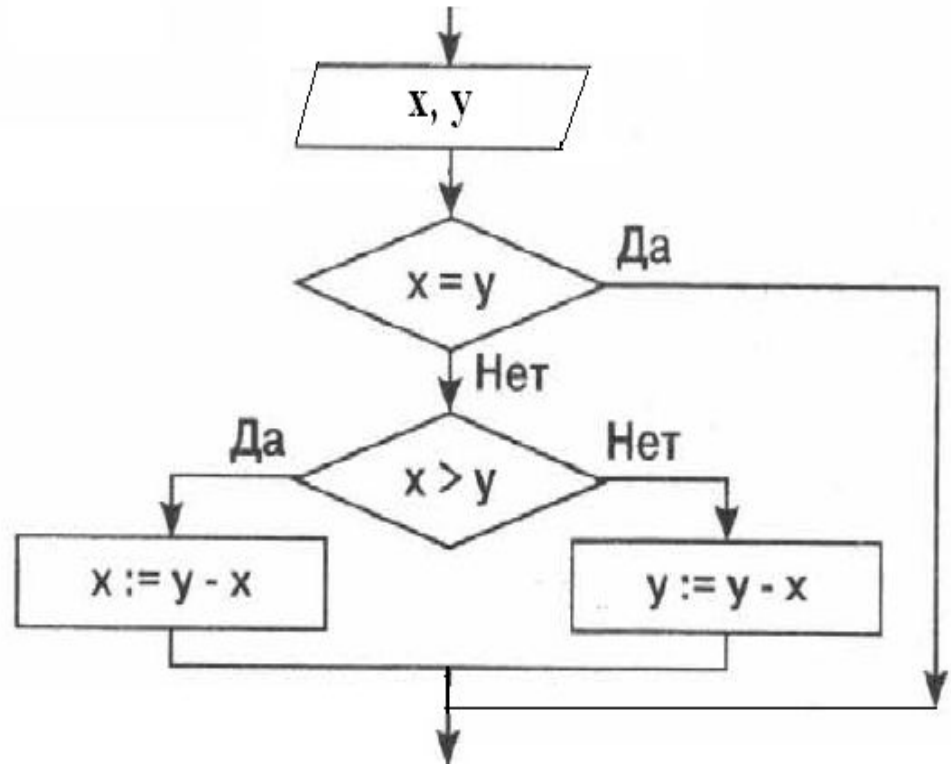 x, y
x = y
Да
Нет
Да
x > y
Нет
x := y - x
y := y - x